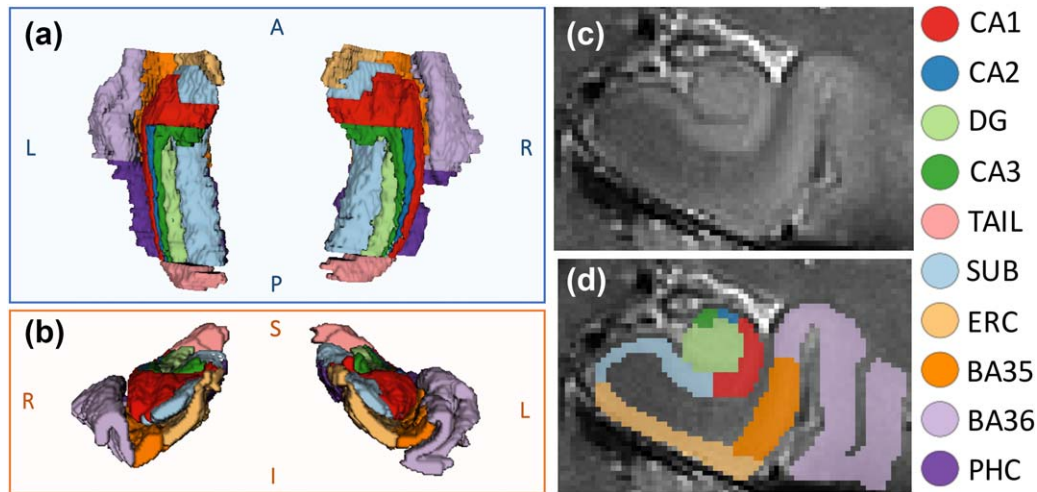 (a)
A
L
R
P
(b)
S
R
L
I
(c)
(d)
CA1
CA2
DG
CA3
TAIL
SUB
ERC
BA35
BA36
PHC